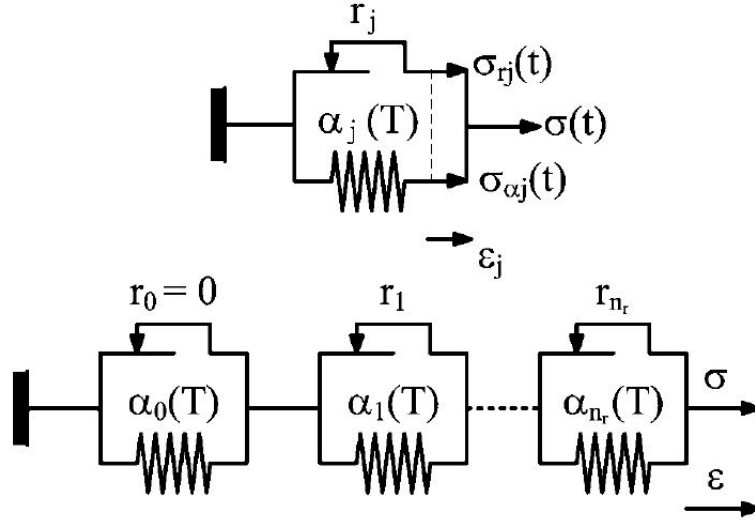 r_j
σ_rj(t)
α_j(T)
σ(t)
σ_αj(t)
ε_j
r_0 = 0
r_1
r_n_r
α_0(T)
α_1(T)
α_n_r(T)
σ
ε